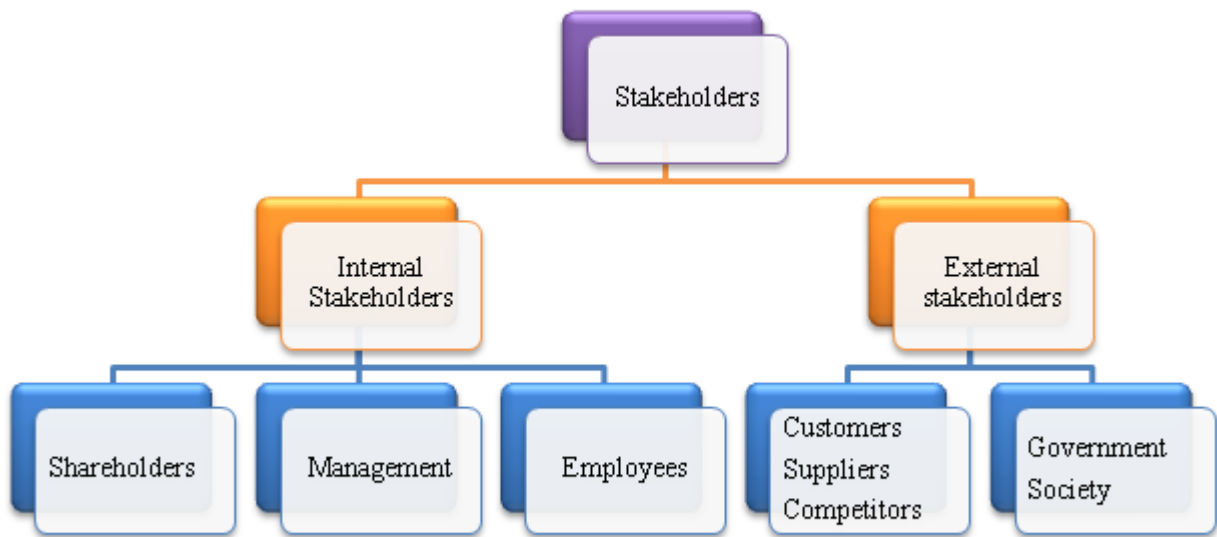 Stakeholders
Internal
Stakeholders
External
stakeholders
Shareholders
Management
Employees
Customers
Suppliers
Competitors
Government
Society